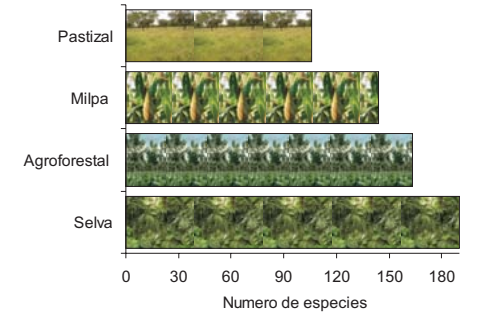 Pastizal
Milpa
Agroforestal
Selva
0 30 60 90 120 150 180
Numero de especies